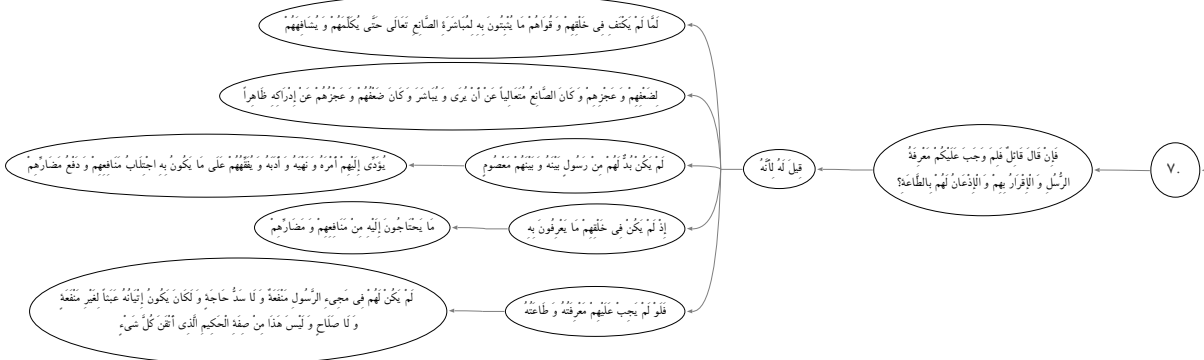 ٧٠
فَإِنْ قَالَ قَائِلٌ فَلِمَ وَجَبَ عَلَيْكُمْ مَعْرِفَةُ
الرُّسُلِ وَ الْإِقْرَارُ بِهِمْ وَ الْإِذْعَانُ لَهُمْ بِالطَّاعَةِ؟
قِيلَ لَهُ لِأَنَّهُ
لَمَّا لَمْ يَكْتَفِ فِى خَلْقِهِمْ وَ قُوَاهُمْ مَا يُثْبِتُونَ بِهِ لِمُبَاشَرَةِ الصَّانِعِ تَعَالَى حَتَّى يُكَلِّمَهُمْ وَ يُشَافِهَهُمْ
لِضَعْفِهِمْ وَ عَجْزِهِمْ وَ كَانَ الصَّانِعُ مُتَعَالِياً عَنْ أَنْ يُرَى وَ يُبَاشَرَ وَ كَانَ ضَعْفُهُمْ وَ عَجْزُهُمْ عَنْ إِدْرَاكِهِ ظَاهِراً
لَمْ يَكُنْ بُدٌّ لَهُمْ مِنْ رَسُولٍ بَيْنَهُ وَ بَيْنَهُمْ مَعْصُومٍ
يُؤَدِّى إِلَيْهِمْ أَمْرَهُ وَ نَهْيَهُ وَ أَدَبَهُ وَ يُفَقِّهُهُمْ عَلَى مَا يَكُونُ بِهِ اجْتِلَابُ مَنَافِعِهِمْ وَ دَفْعُ مَضَارِّهِمْ
إِذْ لَمْ يَكُنْ فِى خَلْقِهِمْ مَا يَعْرِفُونَ بِهِ
مَا يَحْتَاجُونَ إِلَيْهِ مِنْ مَنَافِعِهِمْ وَ مَضَارِّهِمْ
فَلَوْ لَمْ يَجِبْ عَلَيْهِمْ مَعْرِفَتُهُ وَ طَاعَتُهُ
لَمْ يَكُنْ لَهُمْ فِى مَجِىءِ الرَّسُولِ مَنْفَعَةٌ وَ لَا سَدُّ حَاجَةٍ وَ لَكَانَ يَكُونُ إِتْيَانُهُ عَبَثاً لِغَيْرِ مَنْفَعَةٍ
وَ لَا صَلَاحٍ وَ لَيْسَ هَذَا مِنْ صِفَةِ الْحَكِيمِ الَّذِى أَتْقَنَ كُلَّ شَىْءٍ